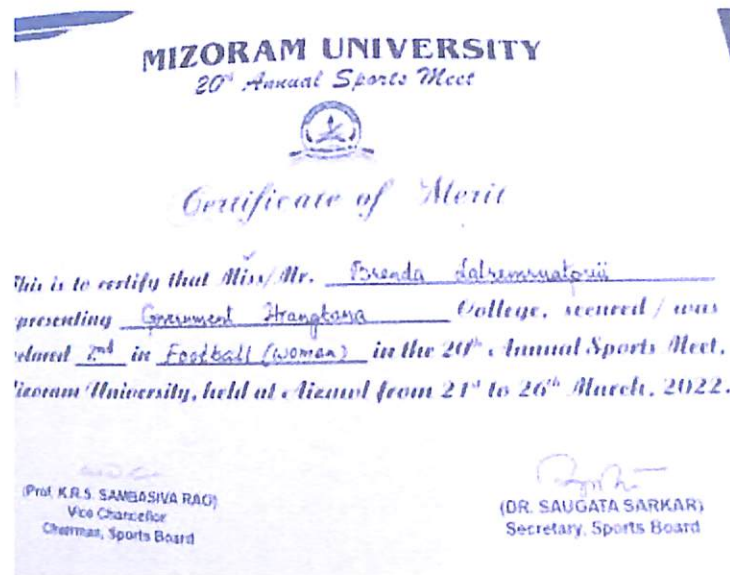 MIZORAM UNIVERSITY
20th Annual Sports Meet
Certificate of Merit
his is to certify that Miss/Mr. Brenda
presenting Government Hrangbana College, secured / was
clared 2nd in Football (women) in the 20th Annual Sports Meet,
izoram University, held at Aizawl from 21st to 26th March, 2022.
(Prof. K.R.S. SAMBASIVA RAO)
Vice Chancellor
Chairman, Sports Board
(DR. SAUGATA SARKAR)
Secretary, Sports Board